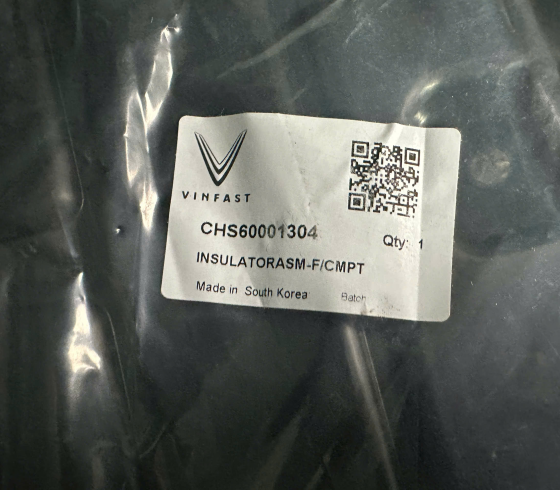 VINFAST
CHS60001304
Qty: 1
INSULATORASM-F/CMPT
Made in South Korea
Batch